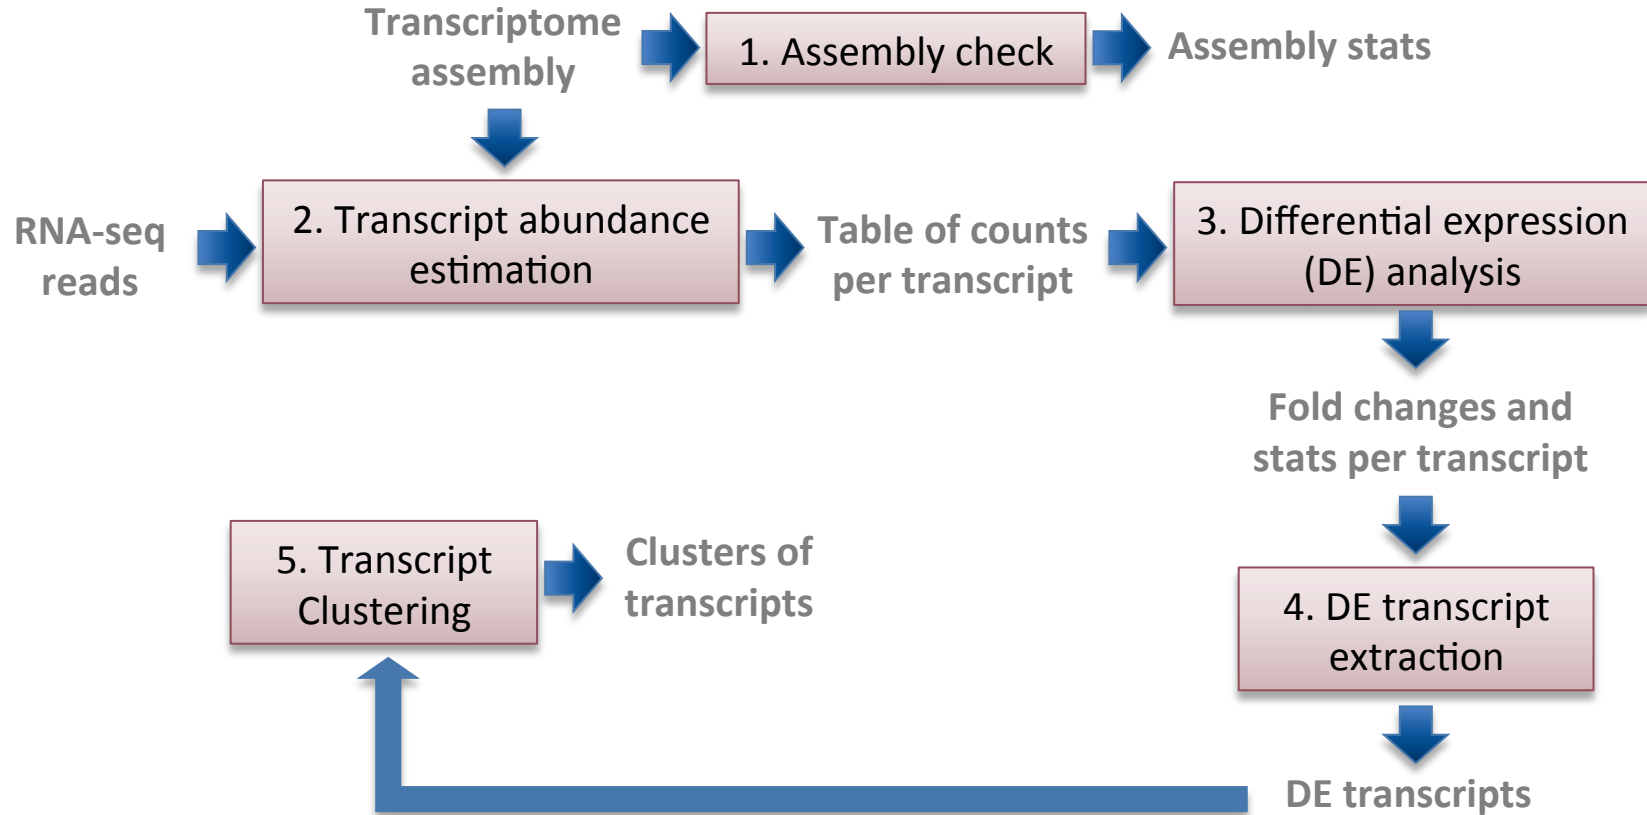 Transcriptome
assembly
1. Assembly check
Assembly stats
RNA-seq
reads
2. Transcript abundance
estimation
Table of counts
per transcript
3. Differential expression
(DE) analysis
Fold changes and
stats per transcript
4. DE transcript
extraction
DE transcripts
5. Transcript
Clustering
Clusters of
transcripts